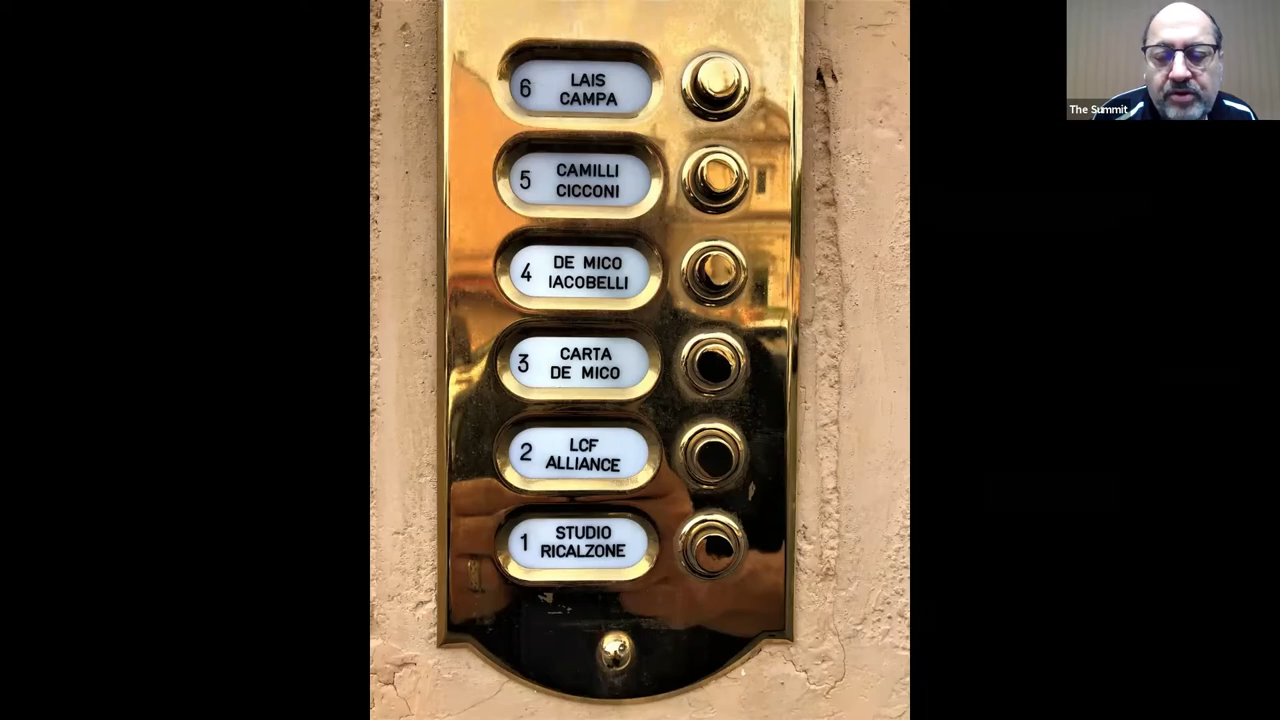 6 LAIS
CAMPA
5 CAMILLI
CICCONI
4 DE MICO
IACOBELLI
3 CARTA
DE MICO
2 LCF
ALLIANCE
1 STUDIO
RICALZONE
The Summit